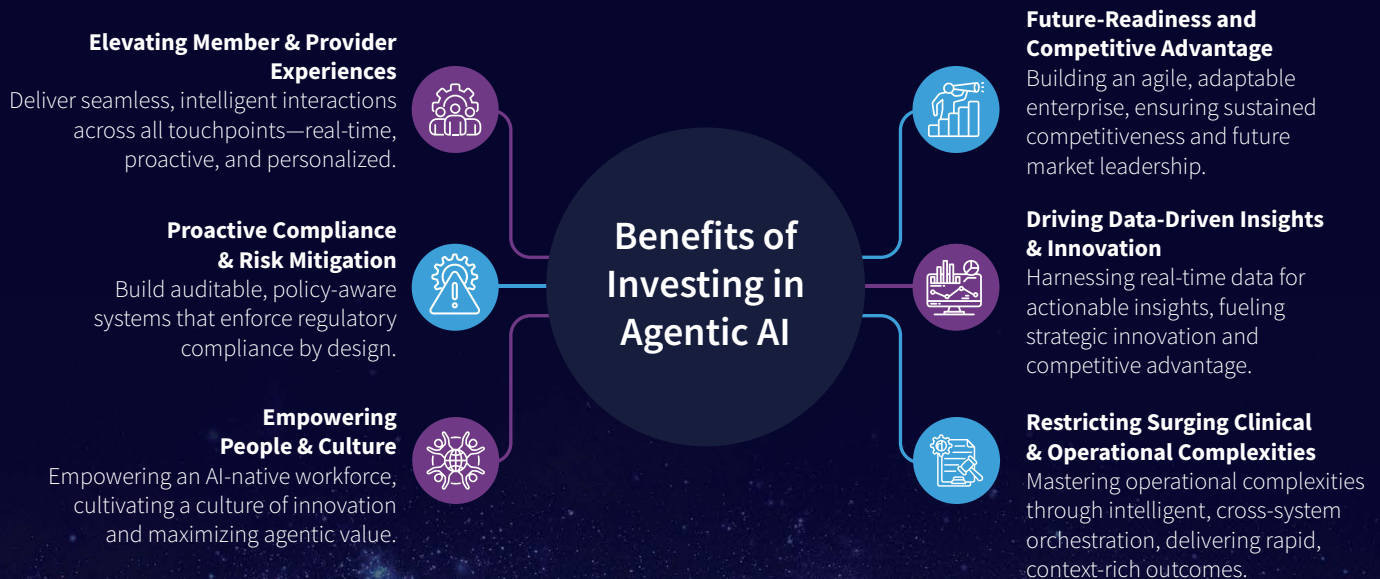 Elevating Member & Provider
Experiences
Deliver seamless, intelligent interactions
across all touchpoints—real-time,
proactive, and personalized.
Proactive Compliance
& Risk Mitigation
Build auditable, policy-aware
systems that enforce regulatory
compliance by design.
Empowering
People & Culture
Empowering an AI-native workforce,
cultivating a culture of innovation
and maximizing agentic value.
Benefits of
Investing in
Agentic AI
Future-Readiness and
Competitive Advantage
Building an agile, adaptable
enterprise, ensuring sustained
competitiveness and future
market leadership.
Driving Data-Driven Insights
& Innovation
Harnessing real-time data for
actionable insights, fueling
strategic innovation and
competitive advantage.
Restricting Surging Clinical
& Operational Complexities
Mastering operational complexities
through intelligent, cross-system
orchestration, delivering rapid,
context-rich outcomes.